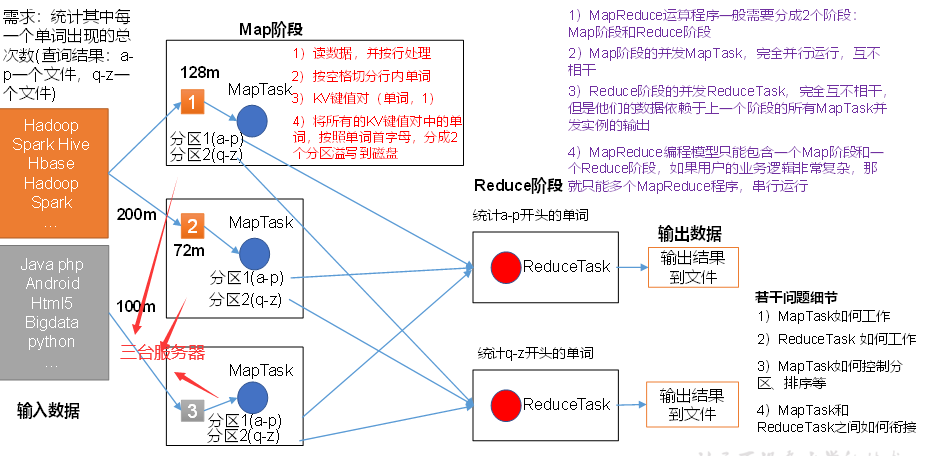 需求：统计其中每
一个单词出现的总
次数(查询结果：a-
p一个文件，q-z一
个文件)
Hadoop
Spark Hive
Hbase
Hadoop
Spark
…
200m
Java php
Android
Html5
Bigdata
python
…
100m
输入数据
Map阶段
128m
1
MapTask
分区1(a-p)
分区2(q-z)
1）读数据，并按行处理
2）按空格切分行内单词
3）KV键值对（单词，1）
4）将所有的KV键值对中的单
词，按照单词首字母，分成2
个分区溢写到磁盘
2
72m
MapTask
分区1(a-p)
分区2(q-z)
三台服务器
3
MapTask
分区1(a-p)
分区2(q-z)
Reduce阶段
统计a-p开头的单词
ReduceTask
统计q-z开头的单词
ReduceTask
输出数据
输出结果
到文件
输出结果
到文件
1）MapReduce运算程序一般需要分成2个阶段：
Map阶段和Reduce阶段
2）Map阶段的并发MapTask，完全并行运行，互不
相干
3）Reduce阶段的并发ReduceTask，完全互不相干，
但是他们的数据依赖于上一个阶段的所有MapTask并
发实例的输出
4）MapReduce编程模型只能包含一个Map阶段和一
个Reduce阶段，如果用户的业务逻辑非常复杂，那
就只能多个MapReduce程序，串行运行
若干问题细节
1）MapTask如何工作
2）ReduceTask 如何工作
3）MapTask如何控制分
区、排序等
4）MapTask和
ReduceTask之间如何衔接